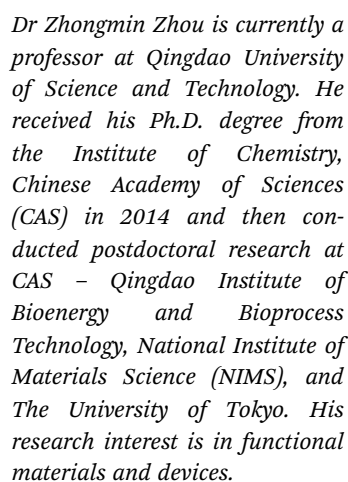 Dr Zhongmin Zhou is currently a
professor at Qingdao University
of Science and Technology. He
received his Ph.D. degree from
the Institute of Chemistry,
Chinese Academy of Sciences
(CAS) in 2014 and then con-
ducted postdoctoral research at
CAS – Qingdao Institute of
Bioenergy and Bioprocess
Technology, National Institute of
Materials Science (NIMS), and
The University of Tokyo. His
research interest is in functional
materials and devices.